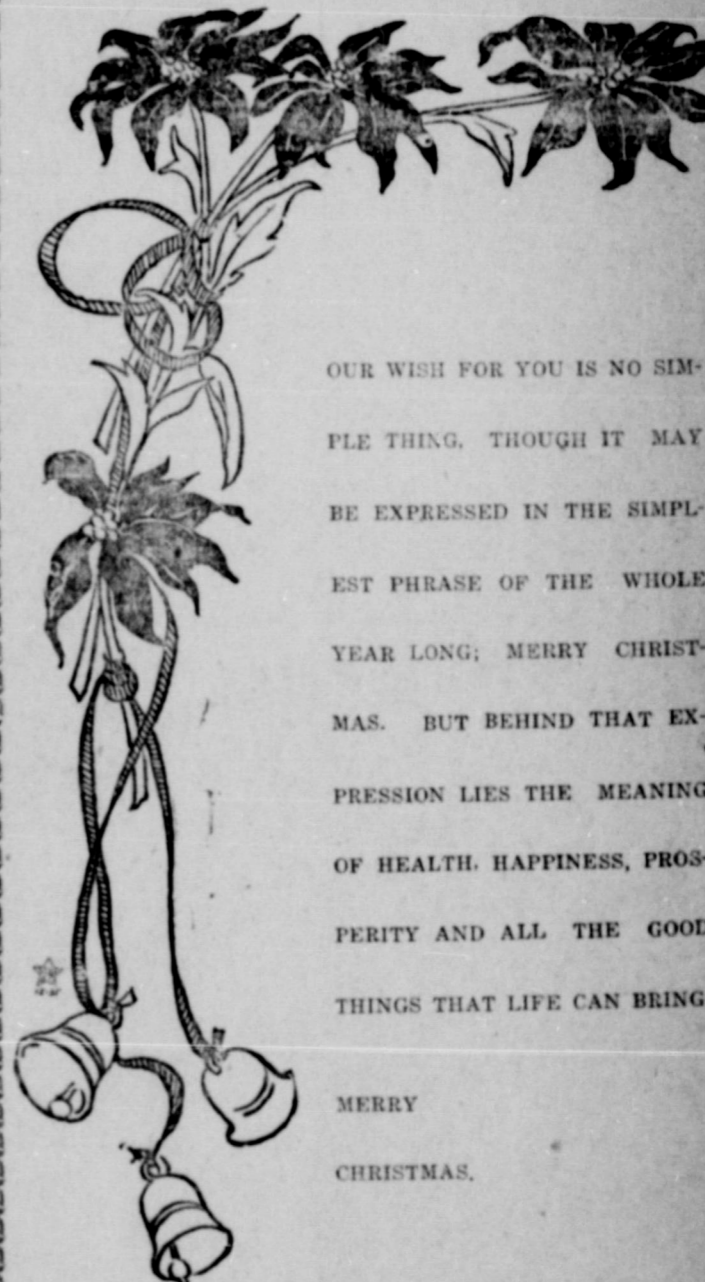 OUR WISH FOR YOU IS NO SIM-
PLE THING, THOUGH IT MAY
BE EXPRESSED IN THE SIMPL-
EST PHRASE OF THE WHOLE
YEAR LONG; MERRY CHRIST-
MAS. BUT BEHIND THAT EX-
PRESSION LIES THE MEANING
OF HEALTH, HAPPINESS, PROS-
PERITY AND ALL THE GOOD
THINGS THAT LIFE CAN BRING
MERRY
CHRISTMAS.